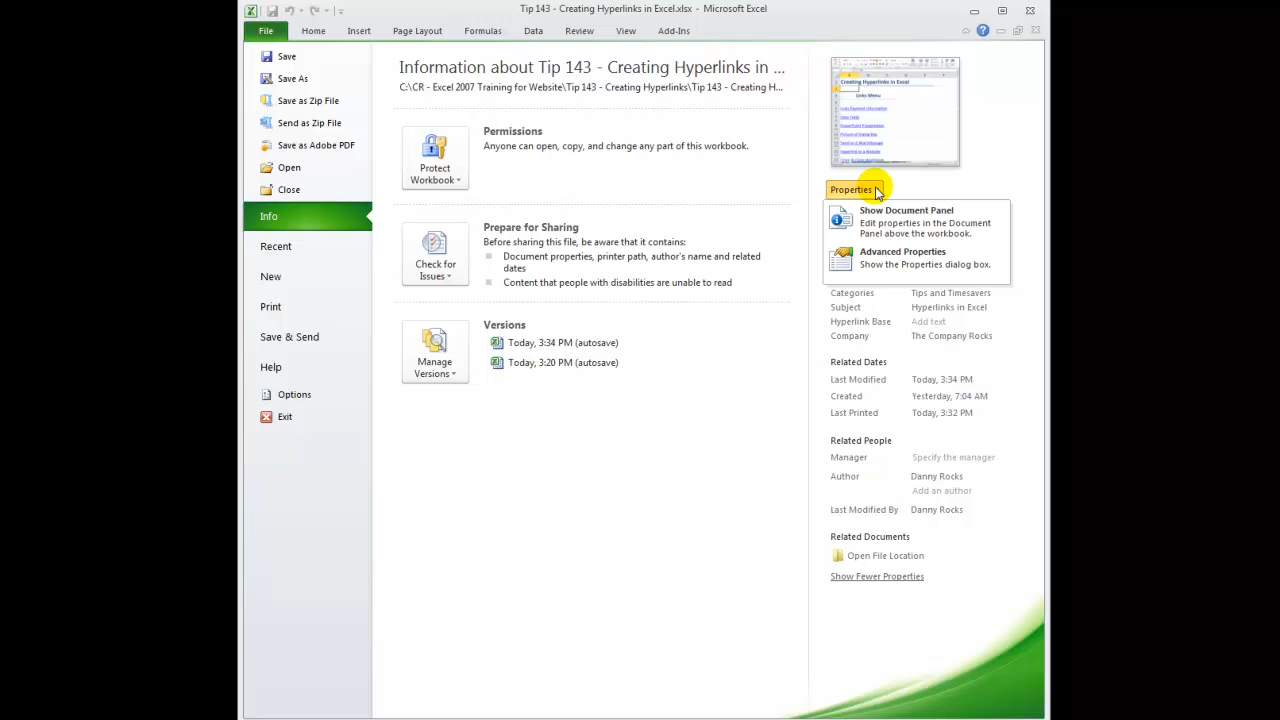 Tip 143 - Creating Hyperlinks in Excel.xlsx - Microsoft Excel
File Home Insert Page Layout Formulas Data Review View Add-Ins
Save
Save As
Save as Zip File
Send as Zip File
Save as Adobe PDF
Open
Close
Info
Recent
New
Print
Save & Send
Help
Options
Exit
Information about Tip 143 - Creating Hyperlinks in ...
C:\CR - Excel 2007 Training for Website\Tip 143 - Creating Hyperlinks\Tip 143 - Creating H...
Protect
Workbook
Permissions
Anyone can open, copy, and change any part of this workbook.
Check for
Issues
Prepare for Sharing
Before sharing this file, be aware that it contains:
Document properties, printer path, author's name and related
dates
Content that people with disabilities are unable to read
Manage
Versions
Versions
Today, 3:34 PM (autosave)
Today, 3:20 PM (autosave)
Creating Hyperlinks in Excel
Links Menu
Properties
Show Document Panel
Edit properties in the Document
Panel above the workbook.
Advanced Properties
Show the Properties dialog box.
Categories Tips and Timesavers
Subject Hyperlinks in Excel
Hyperlink Base Add text
Company The Company Rocks
Related Dates
Last Modified Today, 3:34 PM
Created Yesterday, 7:04 AM
Last Printed Today, 3:32 PM
Related People
Manager Specify the manager
Author Danny Rocks
Add an author
Last Modified By Danny Rocks
Related Documents
Open File Location
Show Fewer Properties